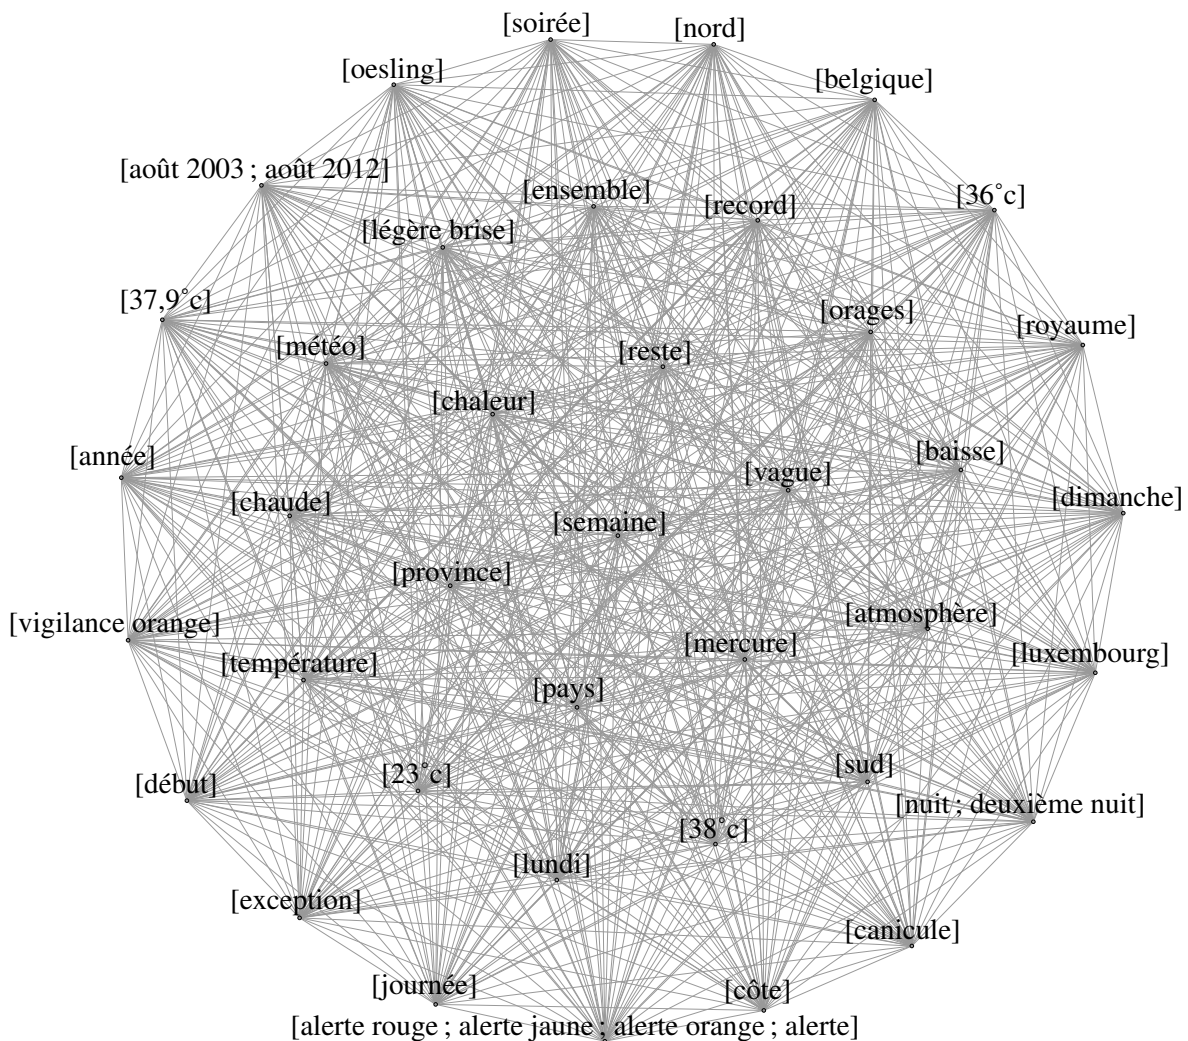 [soirée]
[nord]
[oesling]
[belgique]
[août 2003 ; août 2012]
[ensemble]
[record]
[36˚c]
[légère brise]
[37,9˚c]
[orages]
[royaume]
[météo]
[reste]
[chaleur]
[année]
[vague]
[baisse]
[chaude]
[dimanche]
[semaine]
[province]
[vigilance orange]
[atmosphère]
[mercure]
[luxembourg]
[température]
[pays]
[début]
[23˚c]
[sud]
[nuit ; deuxième nuit]
[38˚c]
[lundi]
[exception]
[canicule]
[journée]
[côte]
[alerte rouge ; alerte jaune ; alerte orange ; alerte]